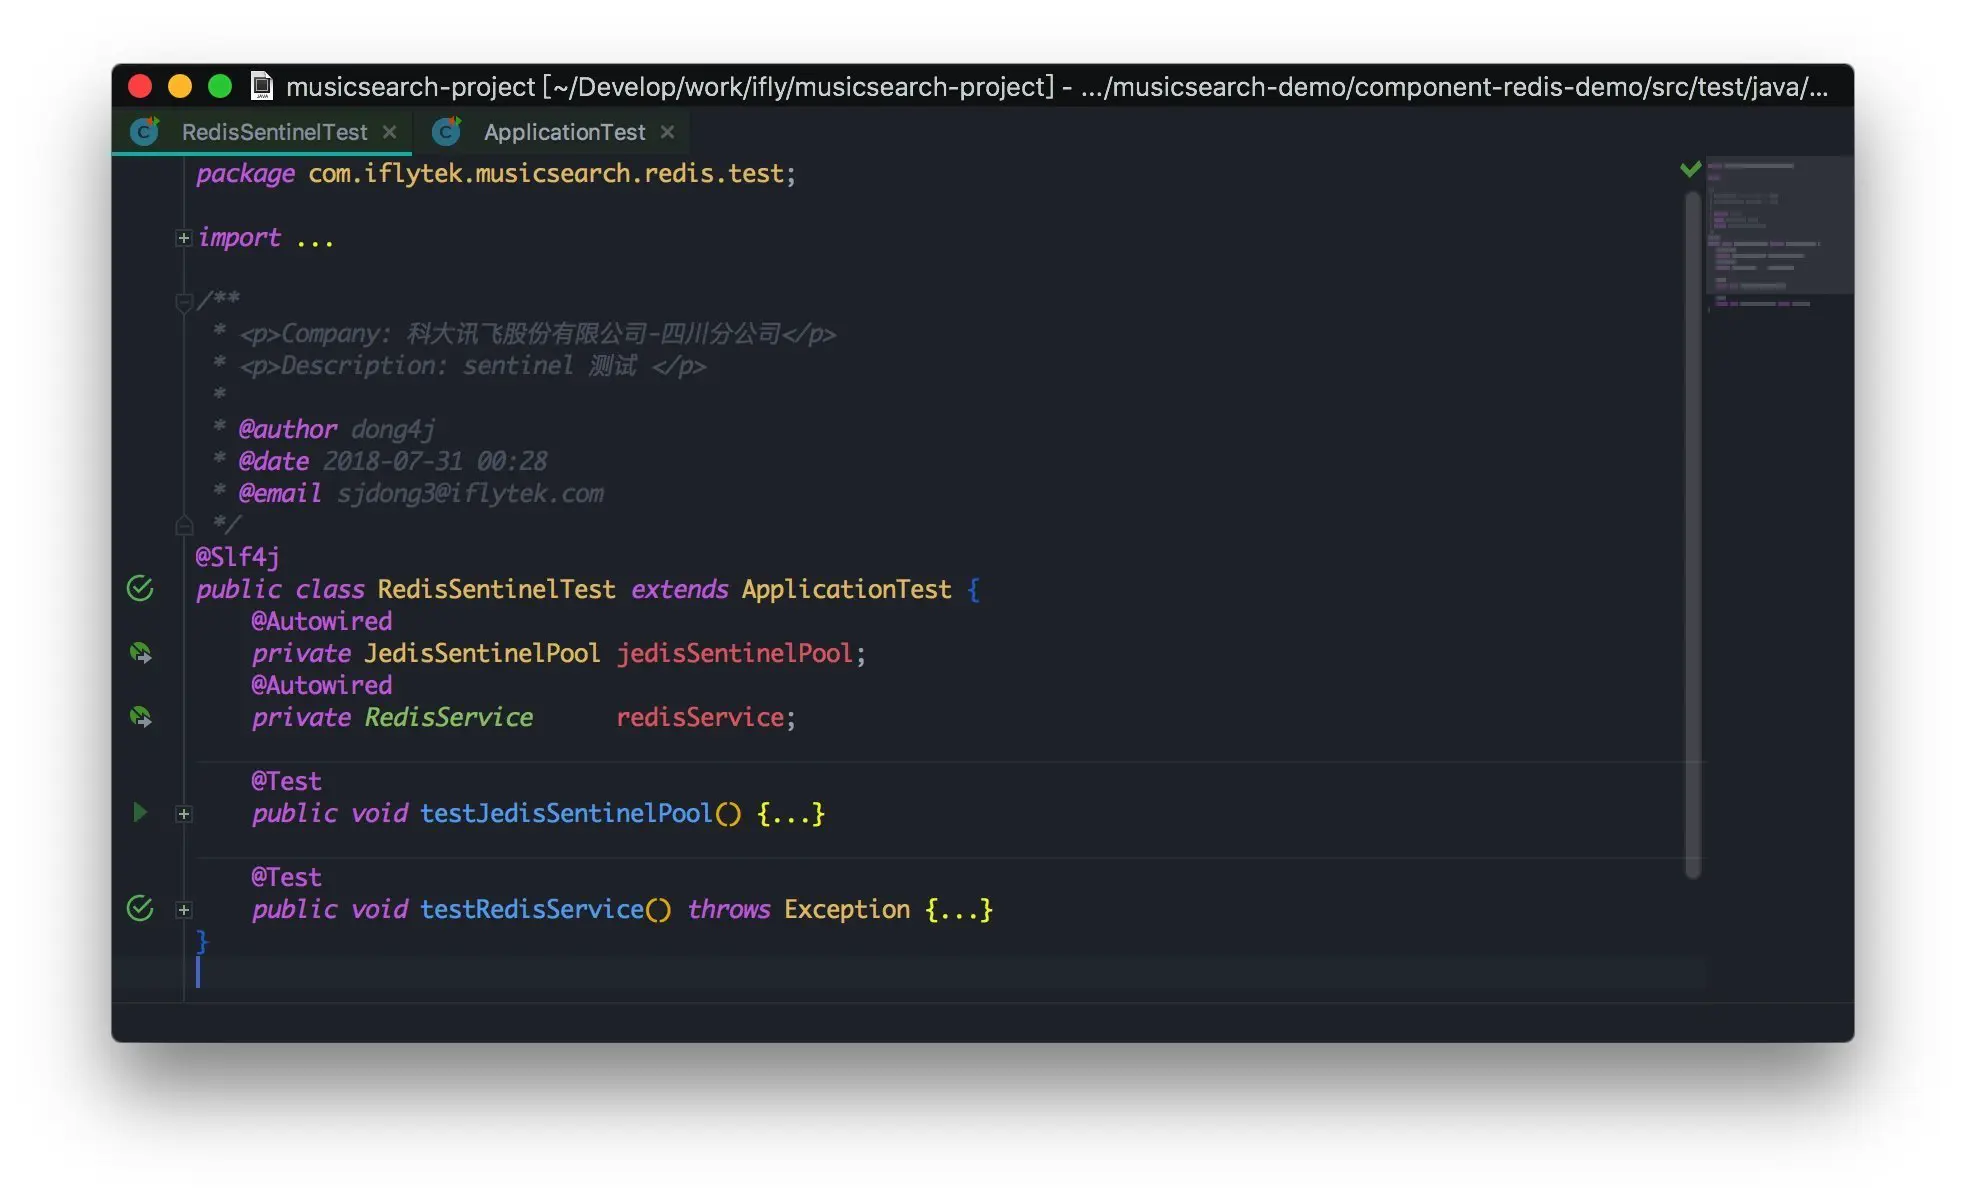 musicsearch-project [~/Develop/work/ifly/musicsearch-project] - .../musicsearch-demo/component-redis-demo/src/test/java/...
RedisSentinelTest × ApplicationTest ×
package com.iflytek.musicsearch.redis.test;
import ...
/**
* <p>Company: 科大讯飞股份有限公司-四川分公司</p>
* <p>Description: sentinel 测试 </p>
*
* @author dong4j
* @date 2018-07-31 00:28
* @email sjdong3@iflytek.com
*/
@Slf4j
public class RedisSentinelTest extends ApplicationTest {
@Autowired
private JedisSentinelPool jedisSentinelPool;
@Autowired
private RedisService redisService;
@Test
public void testJedisSentinelPool() {...}
@Test
public void testRedisService() throws Exception {...}
}